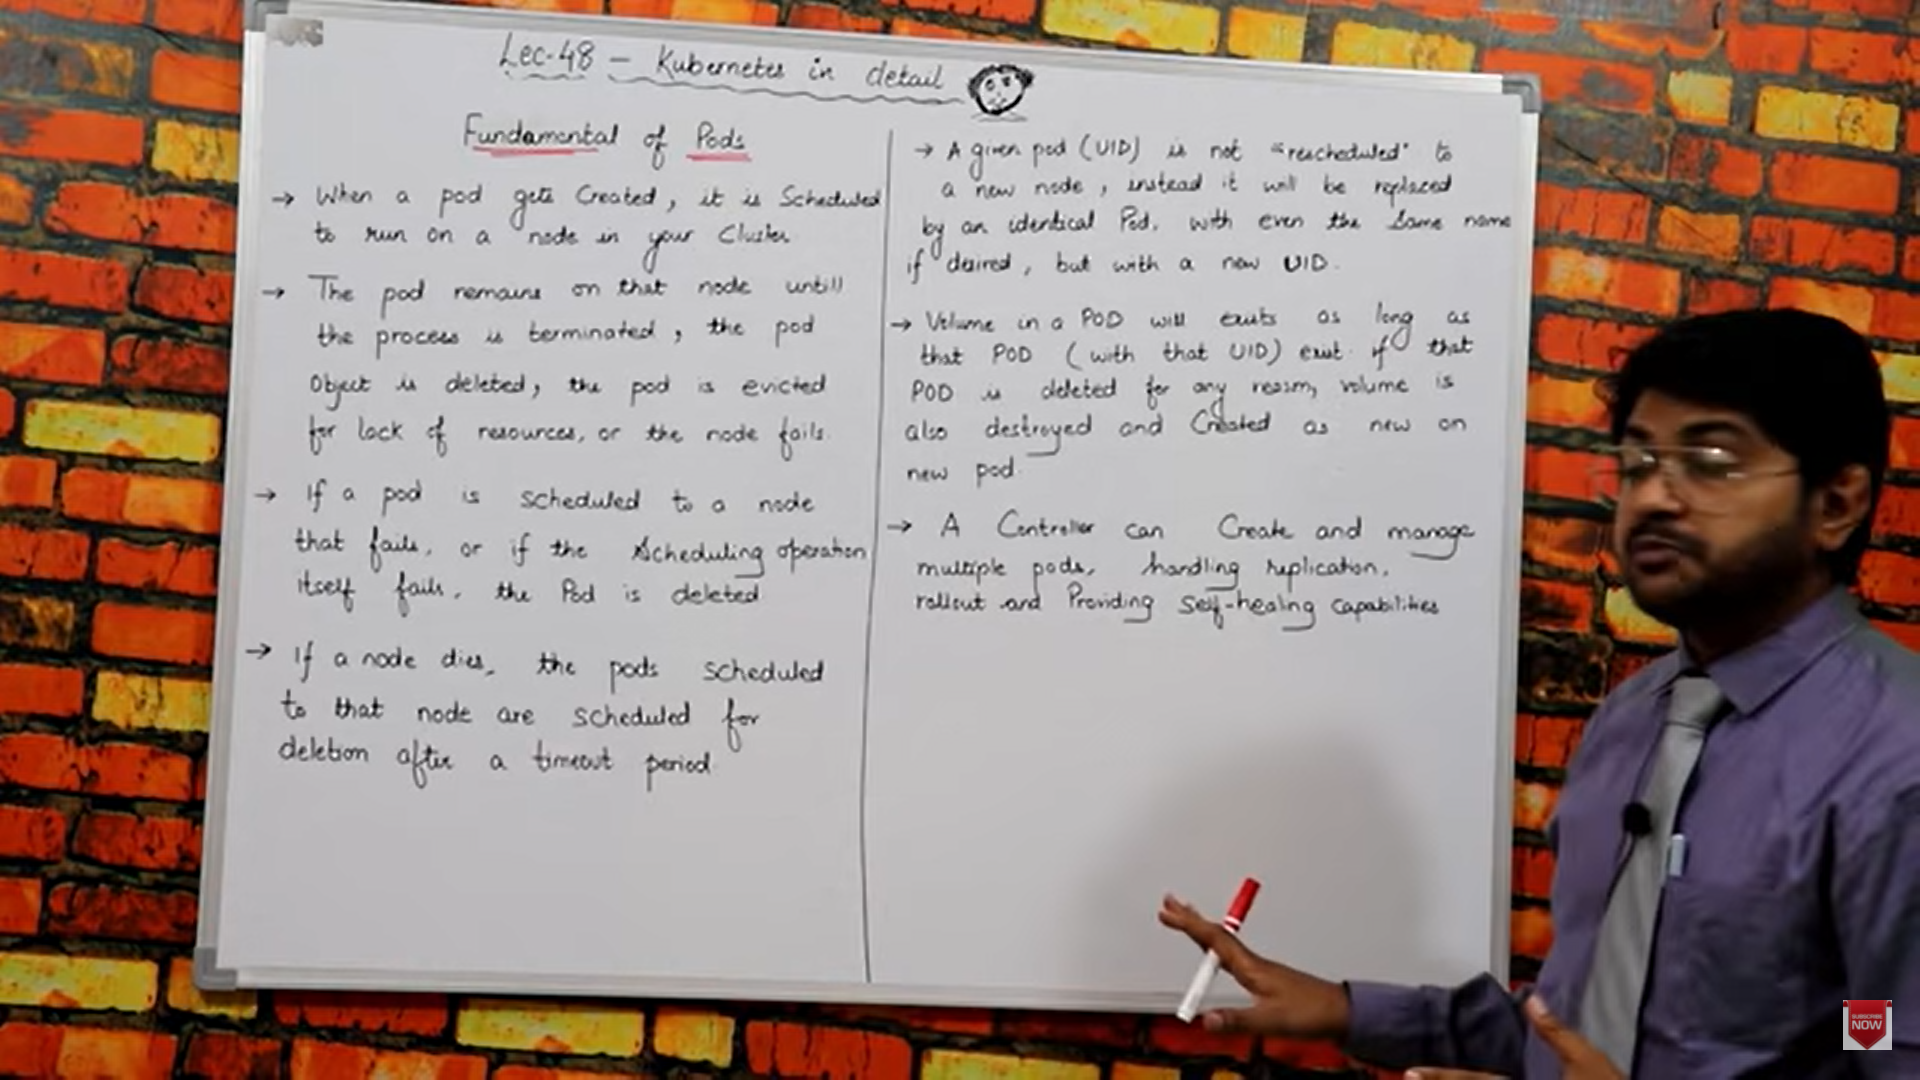 Lec-48 - Kubernetes in detail
Fundamental of Pods
→ When a pod gets Created, it is Scheduled
to run on a node in your Cluster
→ The pod remains on that node untill
the process is terminated, the pod
Object is deleted, the pod is evicted
for lack of resources, or the node fails.
→ If a pod is scheduled to a node
that fails, or if the Scheduling operation
itself fails, the Pod is deleted
→ If a node dies, the pods scheduled
to that node are scheduled for
deletion after a timeout period.
→ A given pod (UID) is not "rescheduled" to
a new node, instead it will be replaced
by an identical Pod, with even the same name
if desired, but with a new UID.
→ Volume in a POD will exists as long as
that POD (with that UID) exist. if that
POD is deleted for any reason, volume is
also destroyed and Created as new on
new pod.
→ A Controller can Create and manage
multiple pods, handling replication,
rollout and Providing self-healing capabilities
SUBSCRIBE
NOW